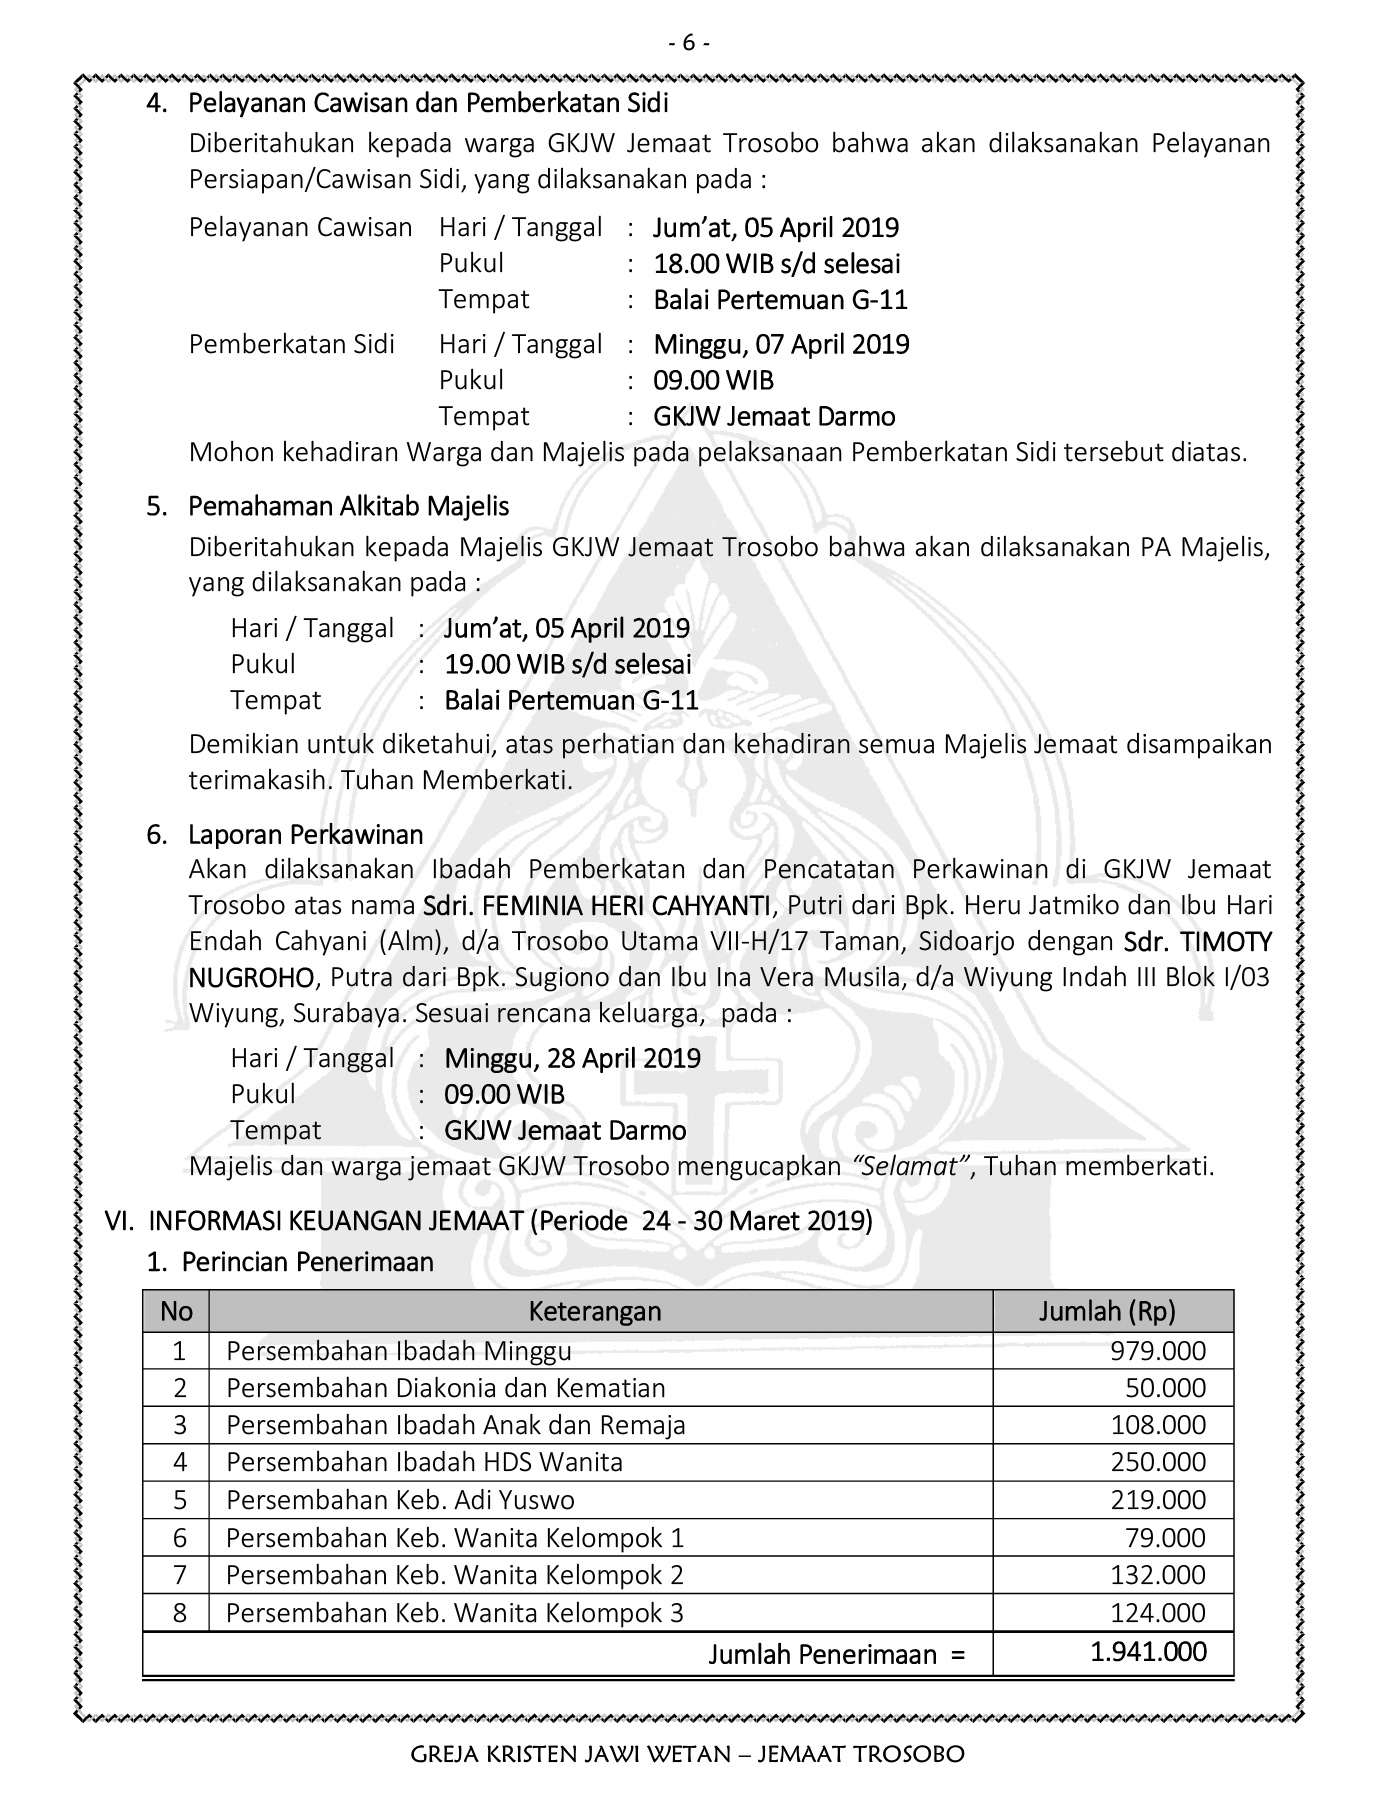 - 6 -
4. Pelayanan Cawisan dan Pemberkatan Sidi
Diberitahukan kepada warga GKJW Jemaat Trosobo bahwa akan dilaksanakan Pelayanan
Persiapan/Cawisan Sidi, yang dilaksanakan pada :
Pelayanan Cawisan Hari / Tanggal : Jum’at, 05 April 2019
Pukul : 18.00 WIB s/d selesai
Tempat : Balai Pertemuan G-11
Pemberkatan Sidi Hari / Tanggal : Minggu, 07 April 2019
Pukul : 09.00 WIB
Tempat : GKJW Jemaat Darmo
Mohon kehadiran Warga dan Majelis pada pelaksanaan Pemberkatan Sidi tersebut diatas.
5. Pemahaman Alkitab Majelis
Diberitahukan kepada Majelis GKJW Jemaat Trosobo bahwa akan dilaksanakan PA Majelis,
yang dilaksanakan pada :
Hari / Tanggal : Jum’at, 05 April 2019
Pukul : 19.00 WIB s/d selesai
Tempat : Balai Pertemuan G-11
Demikian untuk diketahui, atas perhatian dan kehadiran semua Majelis Jemaat disampaikan
terimakasih. Tuhan Memberkati.
6. Laporan Perkawinan
Akan dilaksanakan Ibadah Pemberkatan dan Pencatatan Perkawinan di GKJW Jemaat
Trosobo atas nama Sdri. FEMINIA HERI CAHYANTI, Putri dari Bpk. Heru Jatmiko dan Ibu Hari
Endah Cahyani (Alm), d/a Trosobo Utama VII-H/17 Taman, Sidoarjo dengan Sdr. TIMOTY
NUGROHO, Putra dari Bpk. Sugiono dan Ibu Ina Vera Musila, d/a Wiyung Indah III Blok I/03
Wiyung, Surabaya. Sesuai rencana keluarga, pada :
Hari / Tanggal : Minggu, 28 April 2019
Pukul : 09.00 WIB
Tempat : GKJW Jemaat Darmo
Majelis dan warga jemaat GKJW Trosobo mengucapkan “Selamat”, Tuhan memberkati.
VI. INFORMASI KEUANGAN JEMAAT (Periode 24 - 30 Maret 2019)
1. Perincian Penerimaan
No Keterangan Jumlah (Rp)
1 Persembahan Ibadah Minggu 979.000
2 Persembahan Diakonia dan Kematian 50.000
3 Persembahan Ibadah Anak dan Remaja 108.000
4 Persembahan Ibadah HDS Wanita 250.000
5 Persembahan Keb. Adi Yuswo 219.000
6 Persembahan Keb. Wanita Kelompok 1 79.000
7 Persembahan Keb. Wanita Kelompok 2 132.000
8 Persembahan Keb. Wanita Kelompok 3 124.000
Jumlah Penerimaan = 1.941.000
GREJA KRISTEN JAWI WETAN – JEMAAT TROSOBO